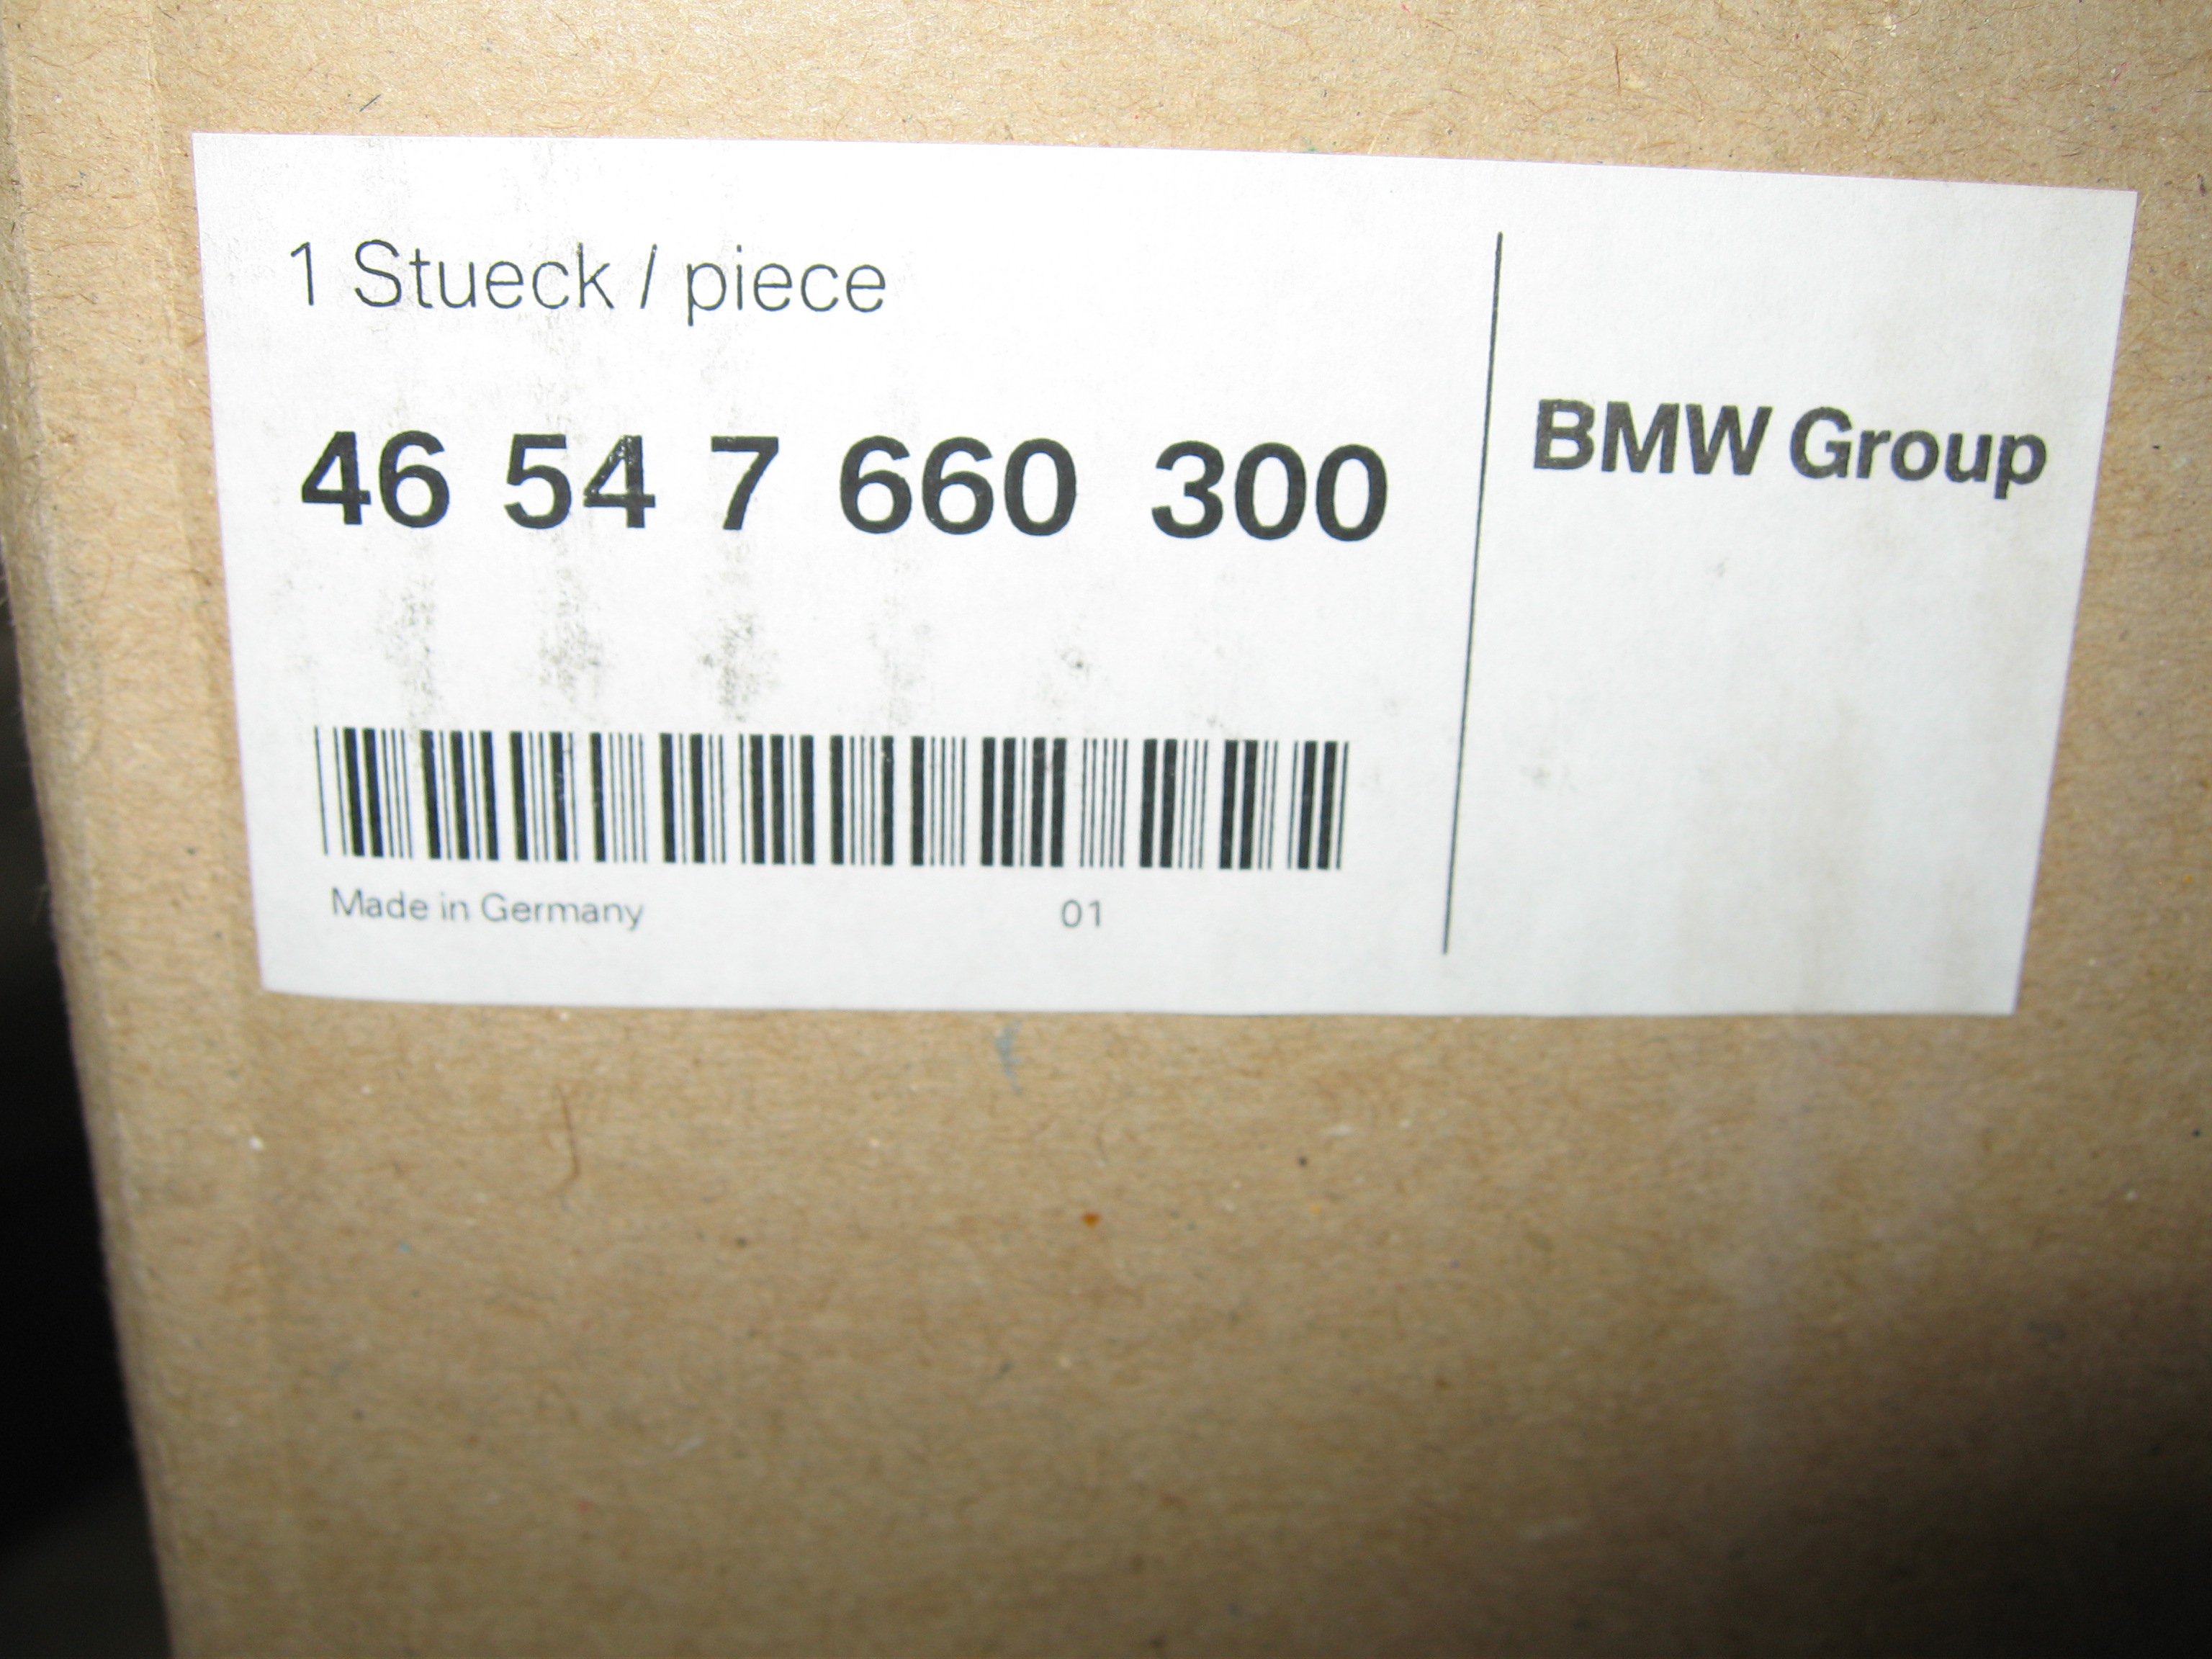 1 Stueck / piece
46 54 7 660 300
BMW Group
Made in Germany 01